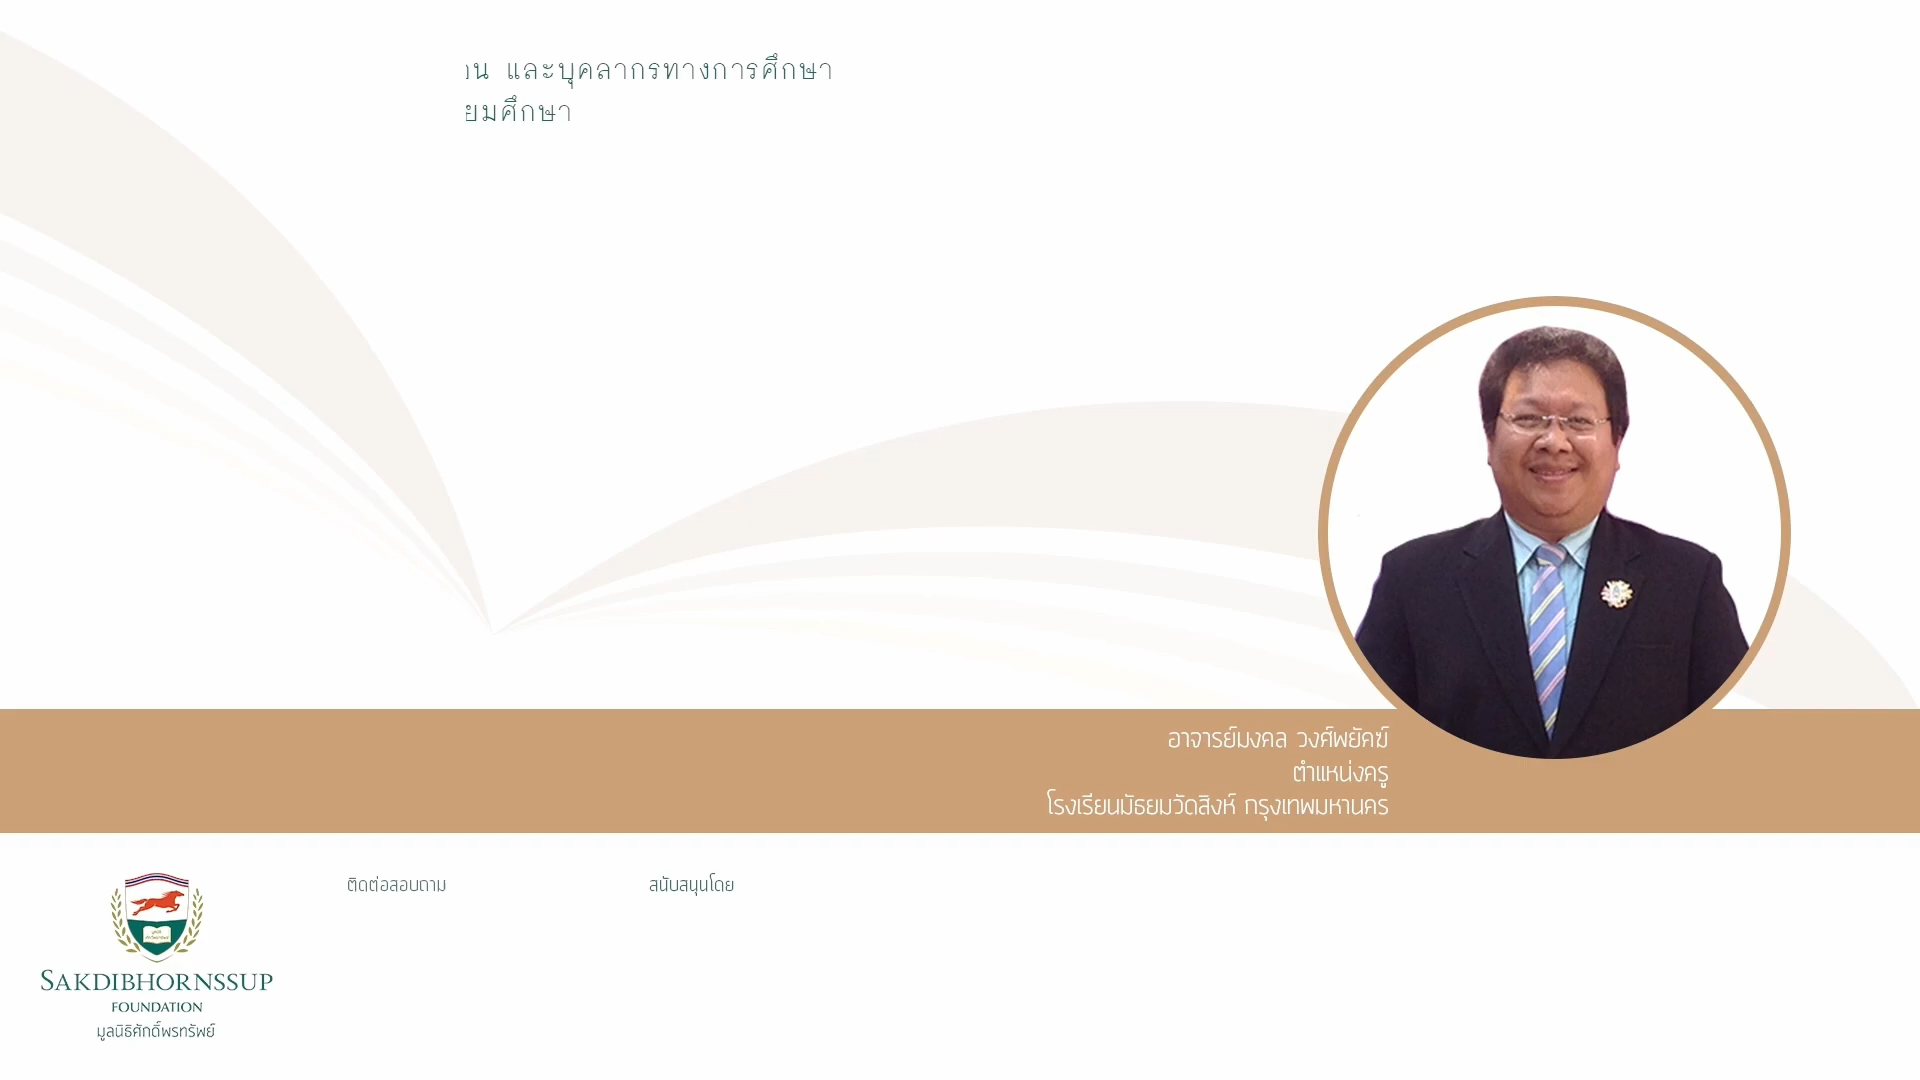 น และบุคลากรทางการศึกษา
ยมศึกษา
อาจารย์มงคล วงศ์พยัคฆ์
ตำแหน่งครู
โรงเรียนมัธยมวัดสิงห์ กรุงเทพมหานคร
ติดต่อสอบถาม
สนับสนุนโดย
SAKDIBHORNSSUP
FOUNDATION
มูลนิธิศักดิ์พรทรัพย์